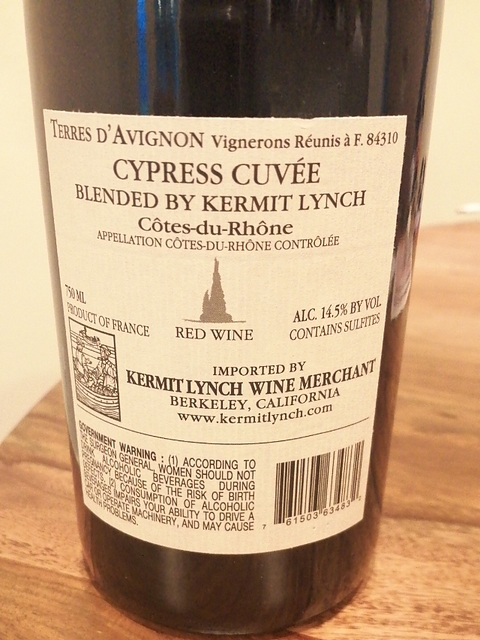 TERRES D'AVIGNON Vignerons Réunis à F. 84310
CYPRESS CUVÉE
BLENDED BY KERMIT LYNCH
Côtes-du-Rhône
APPELLATION CÔTES-DU-RHÔNE CONTRÔLÉE
750 ML
PRODUCT OF FRANCE
RED WINE
ALC. 14.5% BY VOL.
CONTAINS SULFITES
IMPORTED BY
KERMIT LYNCH WINE MERCHANT
BERKELEY, CALIFORNIA
www.kermitlynch.com
GOVERNMENT WARNING : (1) ACCORDING TO
THE SURGEON GENERAL, WOMEN SHOULD NOT
DRINK ALCOHOLIC BEVERAGES DURING
PREGNANCY BECAUSE OF THE RISK OF BIRTH
DEFECTS. (2) CONSUMPTION OF ALCOHOLIC
BEVERAGES IMPAIRS YOUR ABILITY TO DRIVE A
CAR OR OPERATE MACHINERY, AND MAY CAUSE
HEALTH PROBLEMS.
7 61503 63483